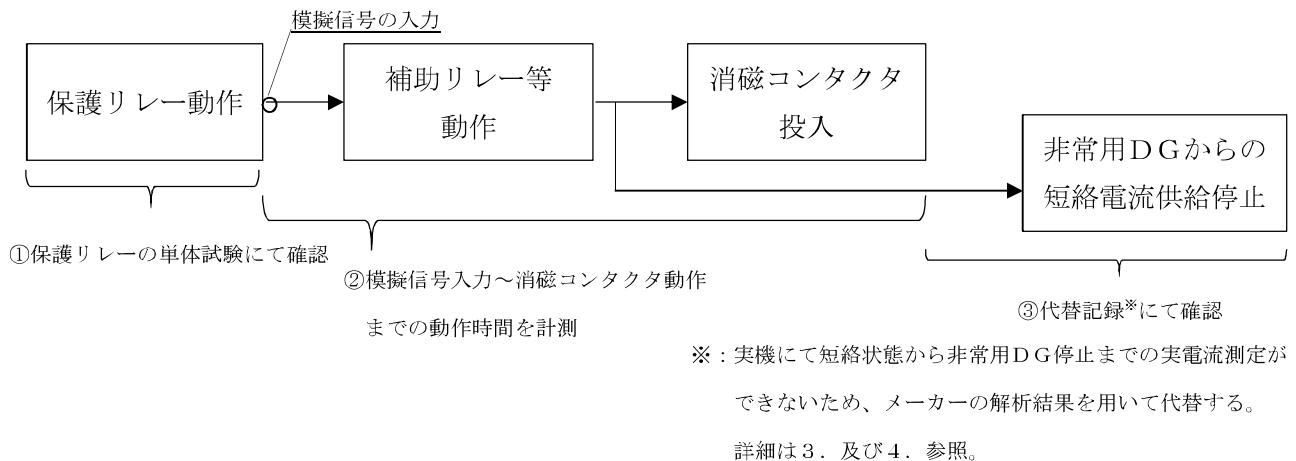 模擬信号の入力
保護リレー動作
補助リレー等
動作
消磁コンタクタ
投入
非常用ＤＧからの
短絡電流供給停止
①保護リレーの単体試験にて確認
②模擬信号入力～消磁コンタクタ動作
までの動作時間を計測
③代替記録※にて確認
※：実機にて短絡状態から非常用ＤＧ停止までの実電流測定が
できないため、メーカーの解析結果を用いて代替する。
詳細は３．及び４．参照。